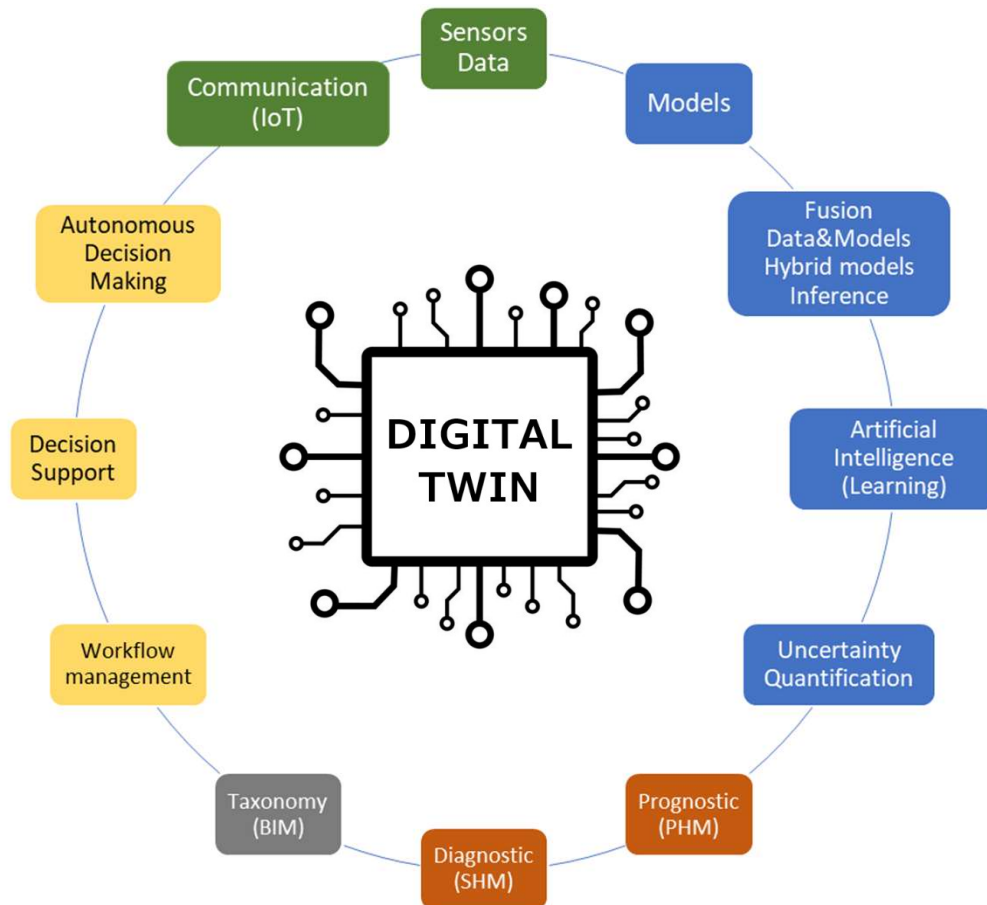 Sensors
Data
Models
Fusion
Data&Models
Hybrid models
Inference
Artificial
Intelligence
(Learning)
Uncertainty
Quantification
Prognostic
(PHM)
Diagnostic
(SHM)
Taxonomy
(BIM)
Workflow
management
Decision
Support
Autonomous
Decision
Making
Communication
(IoT)
DIGITAL
TWIN